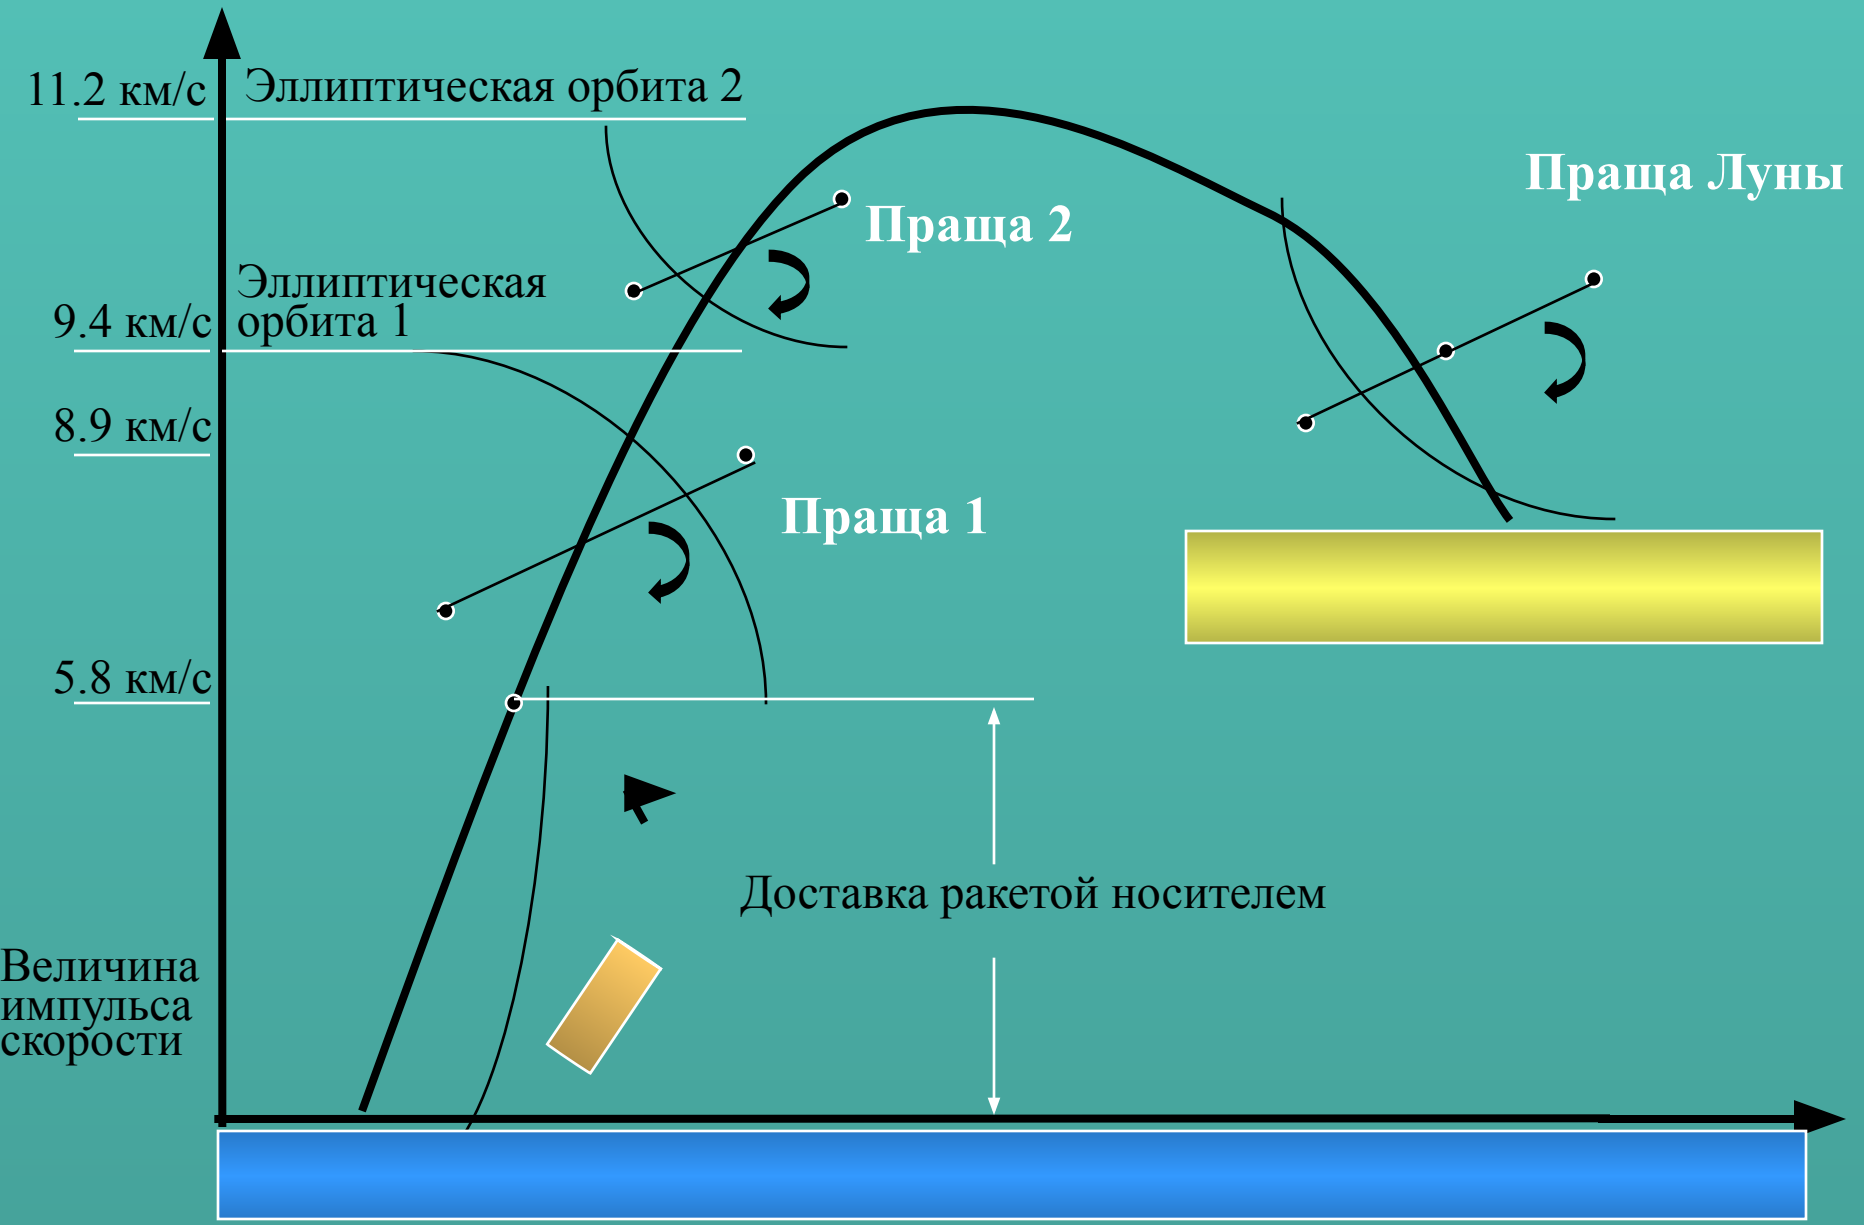 11.2 км/с
Эллиптическая орбита 2
Праща Луны
Праща 2
Эллиптическая
орбита 1
9.4 км/с
8.9 км/с
Праща 1
5.8 км/с
Доставка ракетой носителем
Величина
импульса
скорости